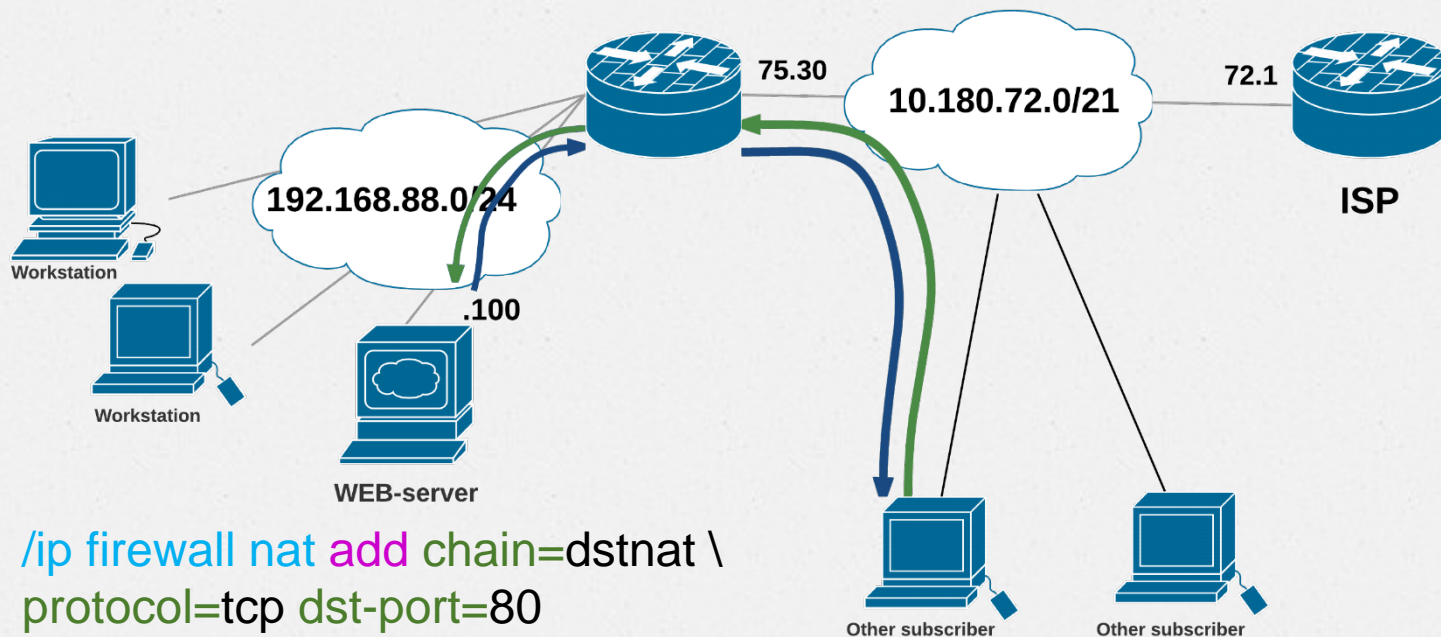 75.30
72.1
10.180.72.0/21
ISP
192.168.88.0/24
Workstation
.100
Workstation
WEB-server
/ip firewall nat add chain=dstnat \
protocol=tcp dst-port=80
Other subscriber
Other subscriber